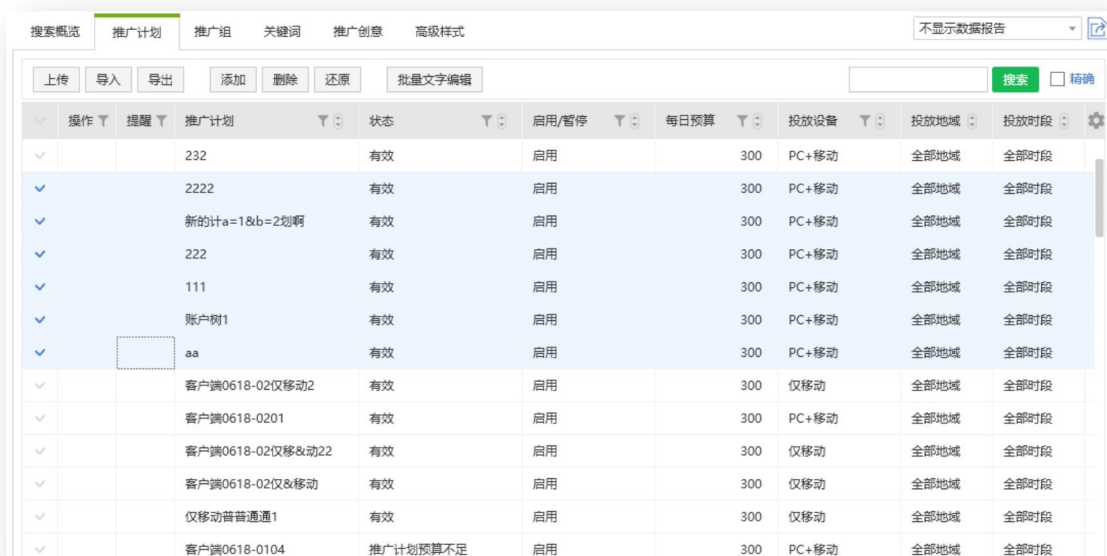 搜索概览 推广计划 推广组 关键词 推广创意 高级样式 不显示数据报告
上传 导入 导出 添加 删除 还原 批量文字编辑 搜索 精确
操作 提醒 推广计划 状态 启用/暂停 每日预算 投放设备 投放地域 投放时段
232 有效 启用 300 PC+移动 全部地域 全部时段
2222 有效 启用 300 PC+移动 全部地域 全部时段
新的计a=1&b=2划啊 有效 启用 300 PC+移动 全部地域 全部时段
222 有效 启用 300 PC+移动 全部地域 全部时段
111 有效 启用 300 PC+移动 全部地域 全部时段
账户树1 有效 启用 300 PC+移动 全部地域 全部时段
aa 有效 启用 300 PC+移动 全部地域 全部时段
客户端0618-02仅移动2 有效 启用 300 仅移动 全部地域 全部时段
客户端0618-0201 有效 启用 300 PC+移动 全部地域 全部时段
客户端0618-02仅移&动22 有效 启用 300 仅移动 全部地域 全部时段
客户端0618-02仅&移动 有效 启用 300 仅移动 全部地域 全部时段
仅移动普普通通1 有效 启用 300 仅移动 全部地域 全部时段
客户端0618-0104 推广计划预算不足 启用 300 PC+移动 全部地域 全部时段